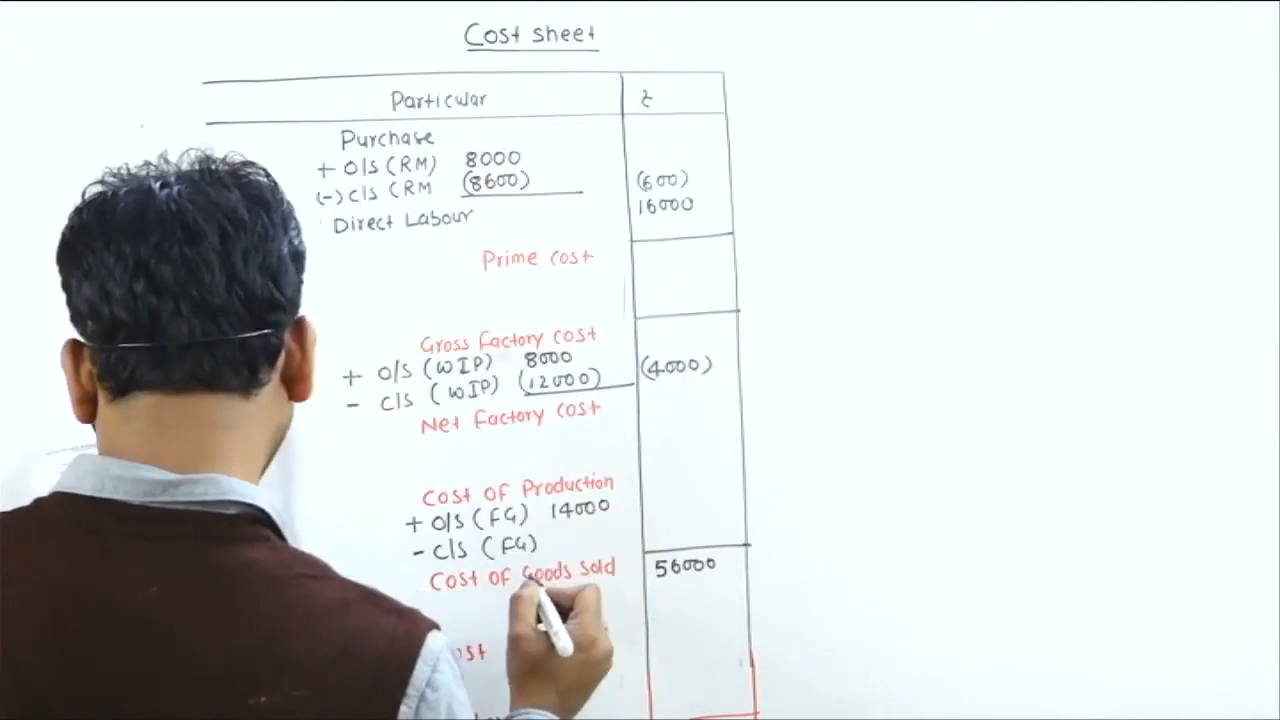 Cost sheet
Particular ₹
Purchase
+ O/s (RM) 8000
(-) C/s (RM (8600) (600)
Direct Labour 16000
Prime cost
Gross Factory cost
+ O/s (WIP) 8000
- C/s (WIP) (12000) (4000)
Net Factory cost
Cost of Production
+ O/s (FG) 14000
- C/s (FG)
Cost of Goods Sold 56000